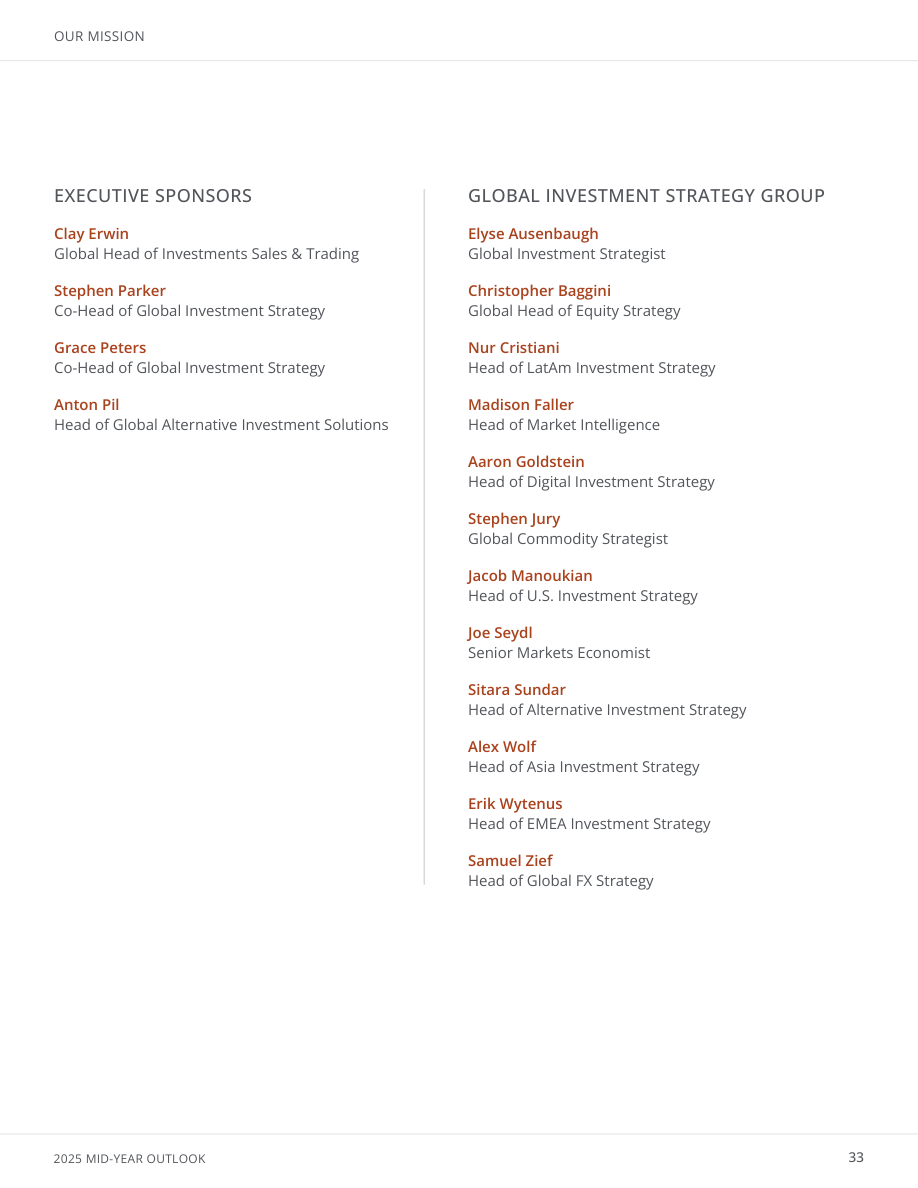 OUR MISSION
EXECUTIVE SPONSORS
Clay Erwin
Global Head of Investments Sales & Trading
Stephen Parker
Co-Head of Global Investment Strategy
Grace Peters
Co-Head of Global Investment Strategy
Anton Pil
Head of Global Alternative Investment Solutions
GLOBAL INVESTMENT STRATEGY GROUP
Elyse Ausenbaugh
Global Investment Strategist
Christopher Baggini
Global Head of Equity Strategy
Nur Cristiani
Head of LatAm Investment Strategy
Madison Faller
Head of Market Intelligence
Aaron Goldstein
Head of Digital Investment Strategy
Stephen Jury
Global Commodity Strategist
Jacob Manoukian
Head of U.S. Investment Strategy
Joe Seydl
Senior Markets Economist
Sitara Sundar
Head of Alternative Investment Strategy
Alex Wolf
Head of Asia Investment Strategy
Erik Wytenus
Head of EMEA Investment Strategy
Samuel Zief
Head of Global FX Strategy
2025 MID-YEAR OUTLOOK
33